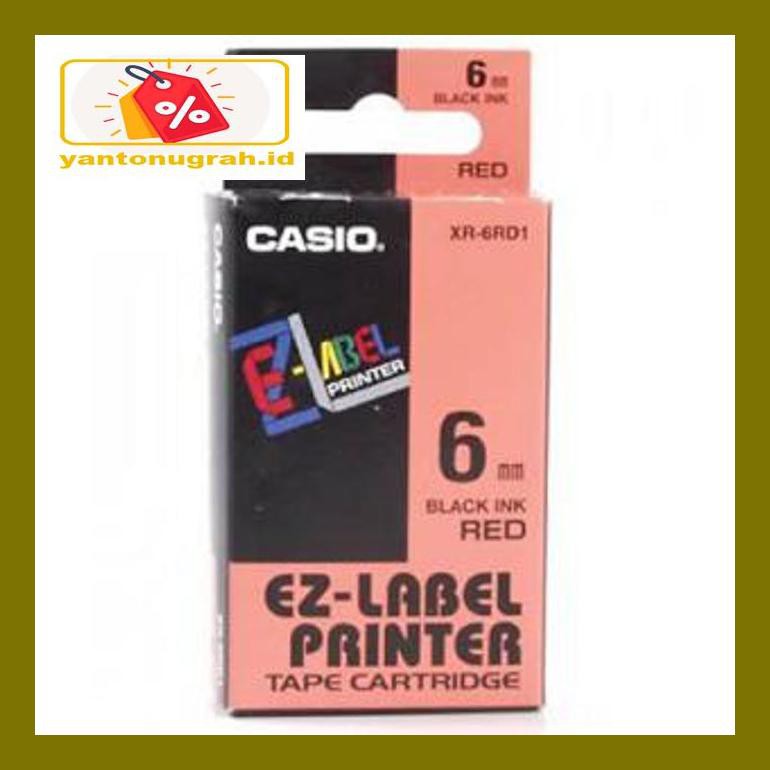 %
yantonugrah.id
6 mm
BLACK INK
RED
CASIO
CASIO.
XR-6RD1
EZ-LABEL
PRINTER
6 mm
BLACK INK
RED
EZ-LABEL
PRINTER
TAPE CARTRIDGE